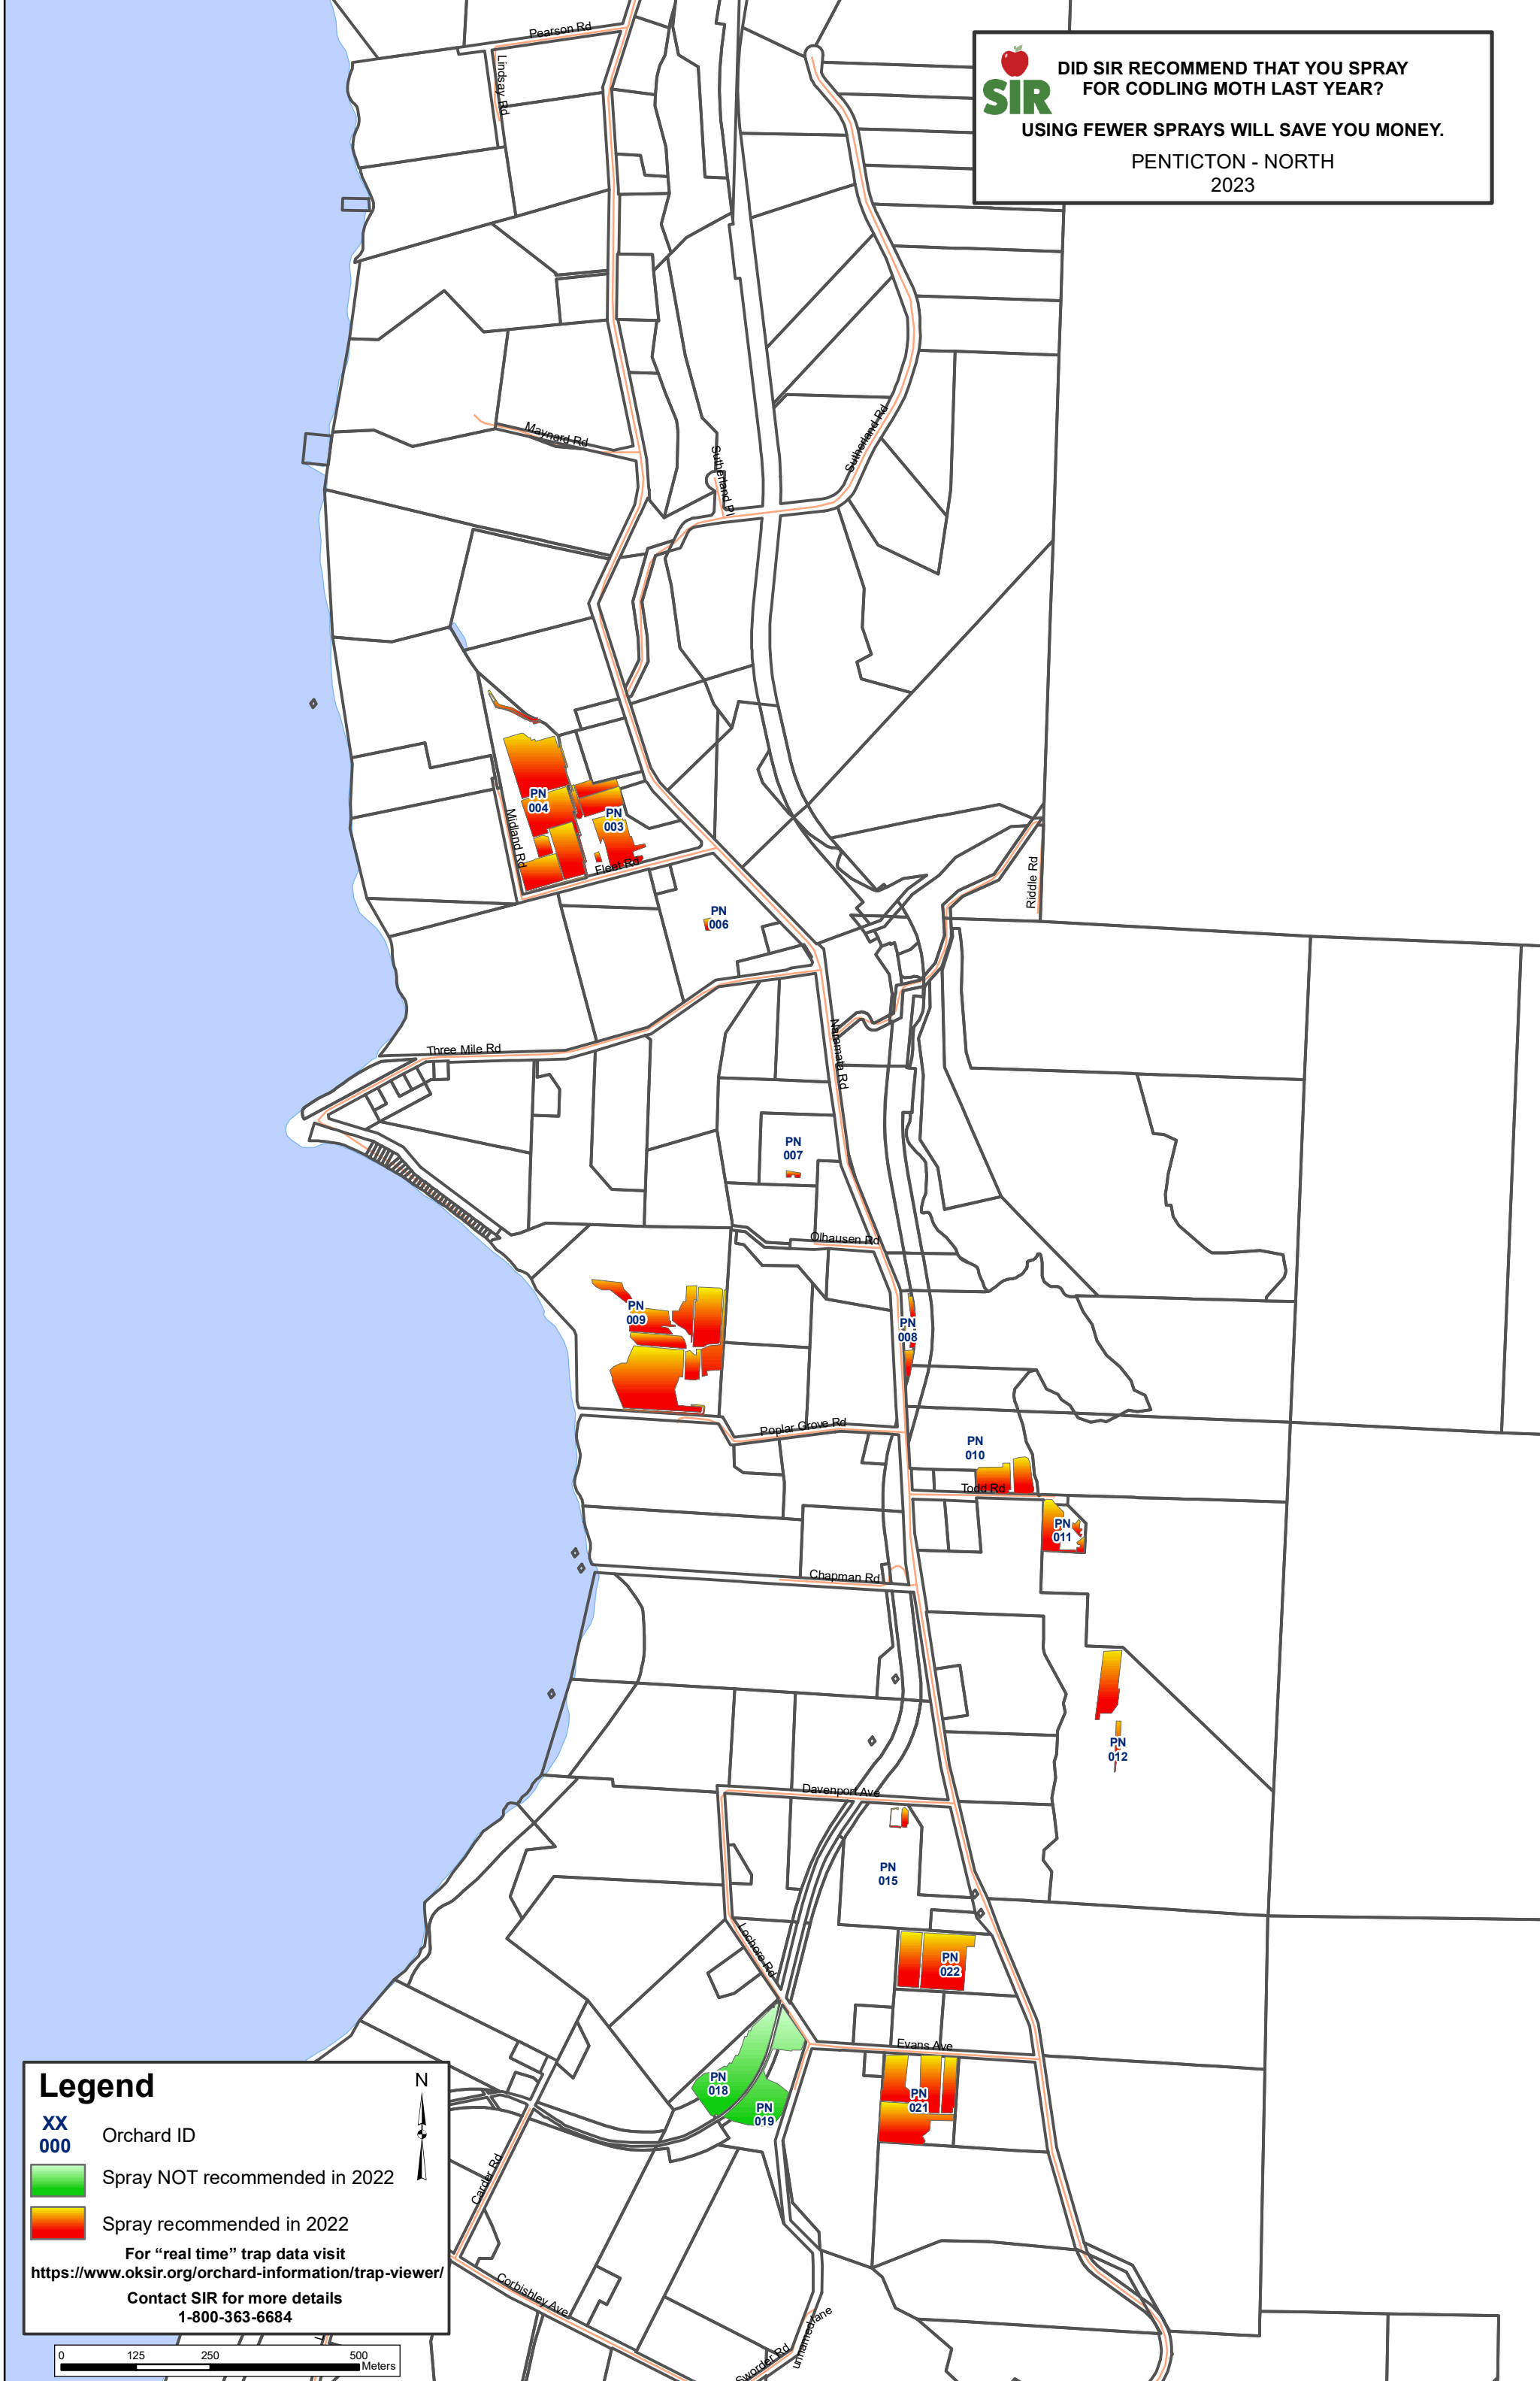 Pearson Rd
Lindsay Rd
SIR
DID SIR RECOMMEND THAT YOU SPRAY
FOR CODLING MOTH LAST YEAR?
USING FEWER SPRAYS WILL SAVE YOU MONEY.
PENTICTON - NORTH
2023
Maynard Rd
Sutherland Pl
Sutherland Rd
PN
004
PN
003
Midland Rd
Fleet Rd
Riddle Rd
PN
006
Three Mile Rd
Naramata Rd
PN
007
Olhausen Rd
PN
009
PN
008
Poplar Grove Rd
PN
010
Todd Rd
PN
011
Chapman Rd
PN
012
Davenport Ave
PN
015
Lochore Rd
PN
022
Evans Ave
PN
018
PN
019
PN
021
Carder Rd
Corbishley Ave
Sworder Rd
unnamed lane
Legend
N
XX
000
Orchard ID
Spray NOT recommended in 2022
Spray recommended in 2022
For “real time” trap data visit
https://www.oksir.org/orchard-information/trap-viewer/
Contact SIR for more details
1-800-363-6684
0 125 250 500
Meters